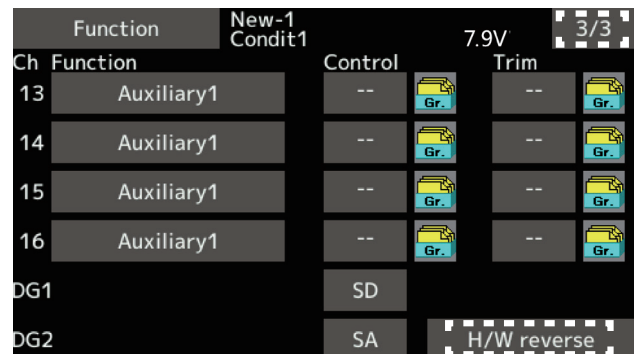 Function New-1 3/3
Condit1 7.9V
Ch Function Control Trim
13 Auxiliary1 -- Gr. -- Gr.
14 Auxiliary1 -- Gr. -- Gr.
15 Auxiliary1 -- Gr. -- Gr.
16 Auxiliary1 -- Gr. -- Gr.
DG1 SD
DG2 SA H/W reverse